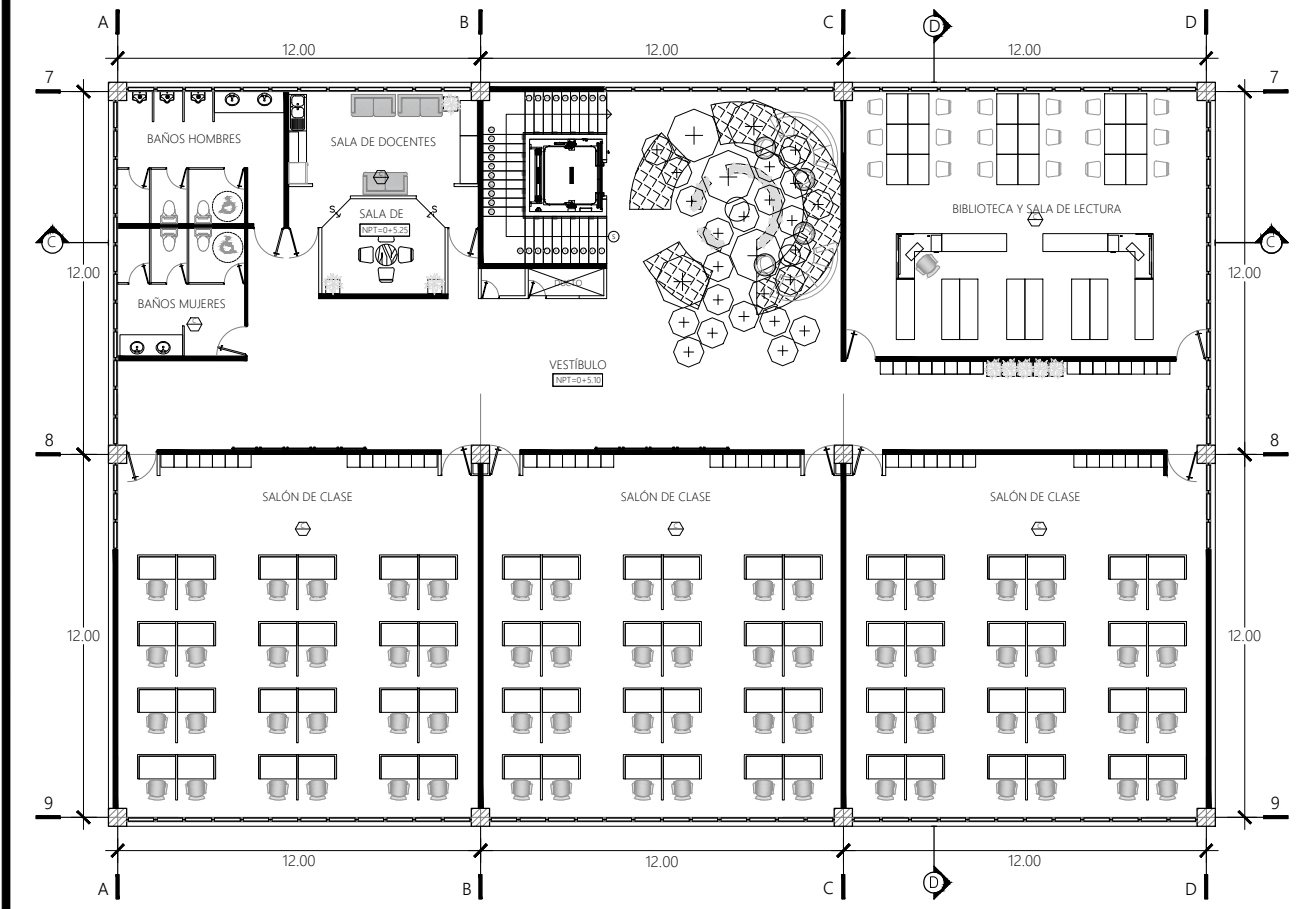 A B C D D
12.00 12.00 12.00
7 7
BAÑOS HOMBRES
SALA DE DOCENTES
BIBLIOTECA Y SALA DE LECTURA
S S
SALA DE
NPT=0+5.25
S
C C
12.00 12.00
DUCTO
BAÑOS MUJERES
VESTÍBULO
NPT=0+5.10
8 8
SALÓN DE CLASE SALÓN DE CLASE SALÓN DE CLASE
12.00 12.00
9 9
12.00 12.00 12.00
A B C D D